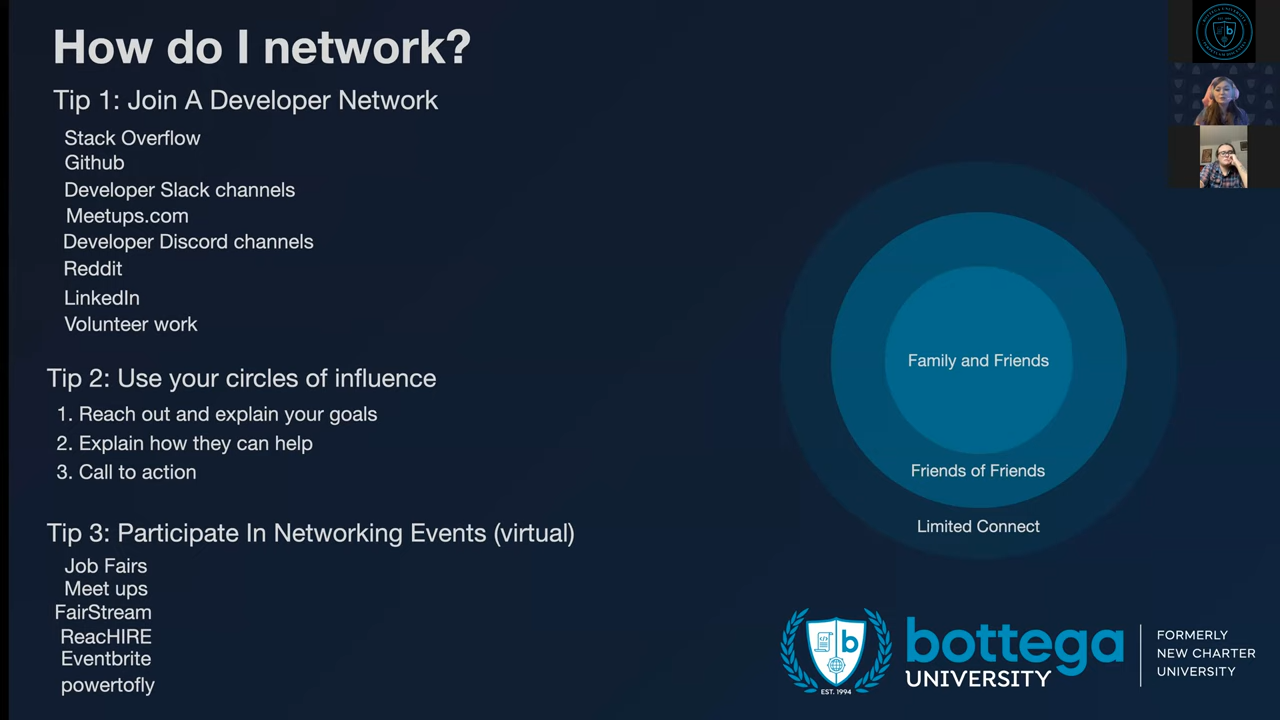 How do I network?
Tip 1: Join A Developer Network
Stack Overflow
Github
Developer Slack channels
Meetups.com
Developer Discord channels
Reddit
LinkedIn
Volunteer work
Tip 2: Use your circles of influence
1. Reach out and explain your goals
2. Explain how they can help
3. Call to action
Tip 3: Participate In Networking Events (virtual)
Job Fairs
Meet ups
FairStream
ReacHIRE
Eventbrite
powertofly
Family and Friends
Friends of Friends
Limited Connect
b
EST. 1994
bottega
UNIVERSITY
FORMERLY
NEW CHARTER
UNIVERSITY